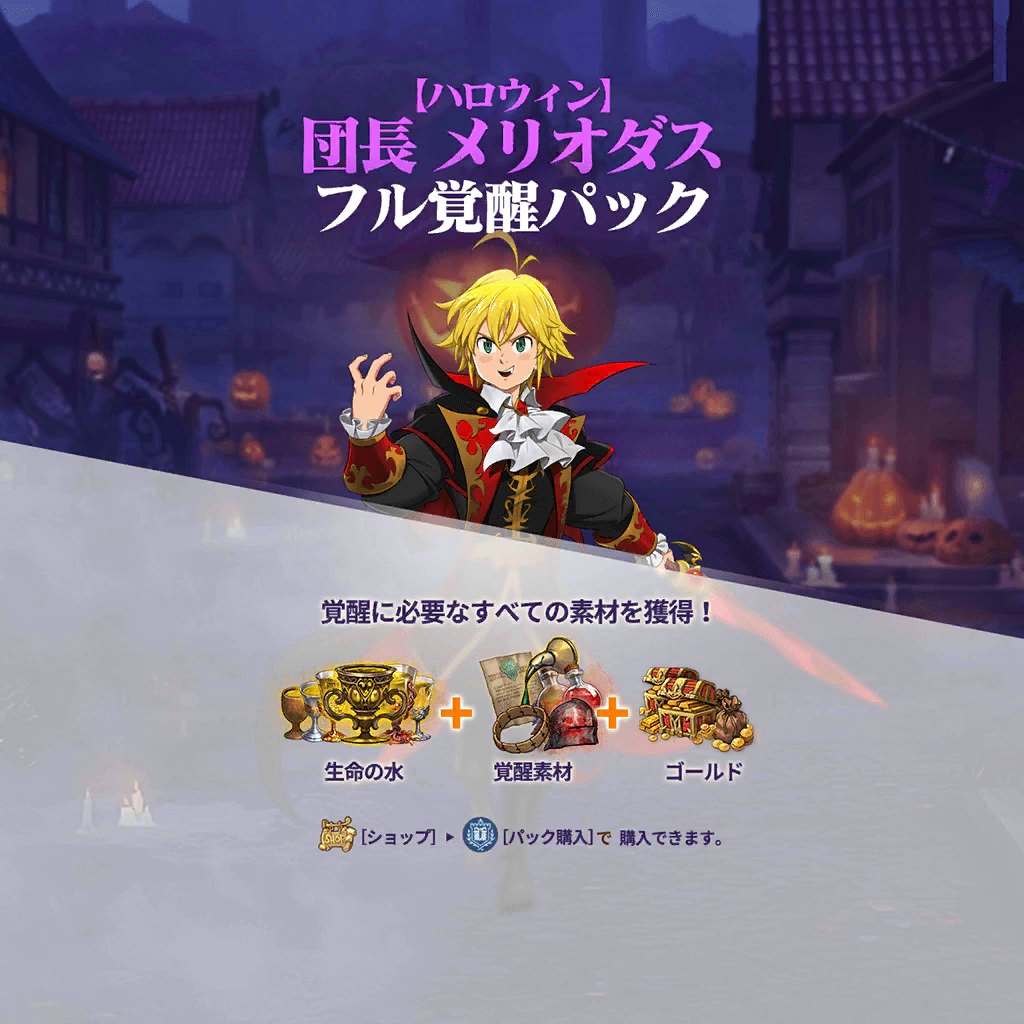 【ハロウィン】
団長 メリオダス
フル覚醒パック
覚醒に必要なすべての素材を獲得！
生命の水
覚醒素材
ゴールド
SHOP [ショップ] ▸ [パック購入]で 購入できます。